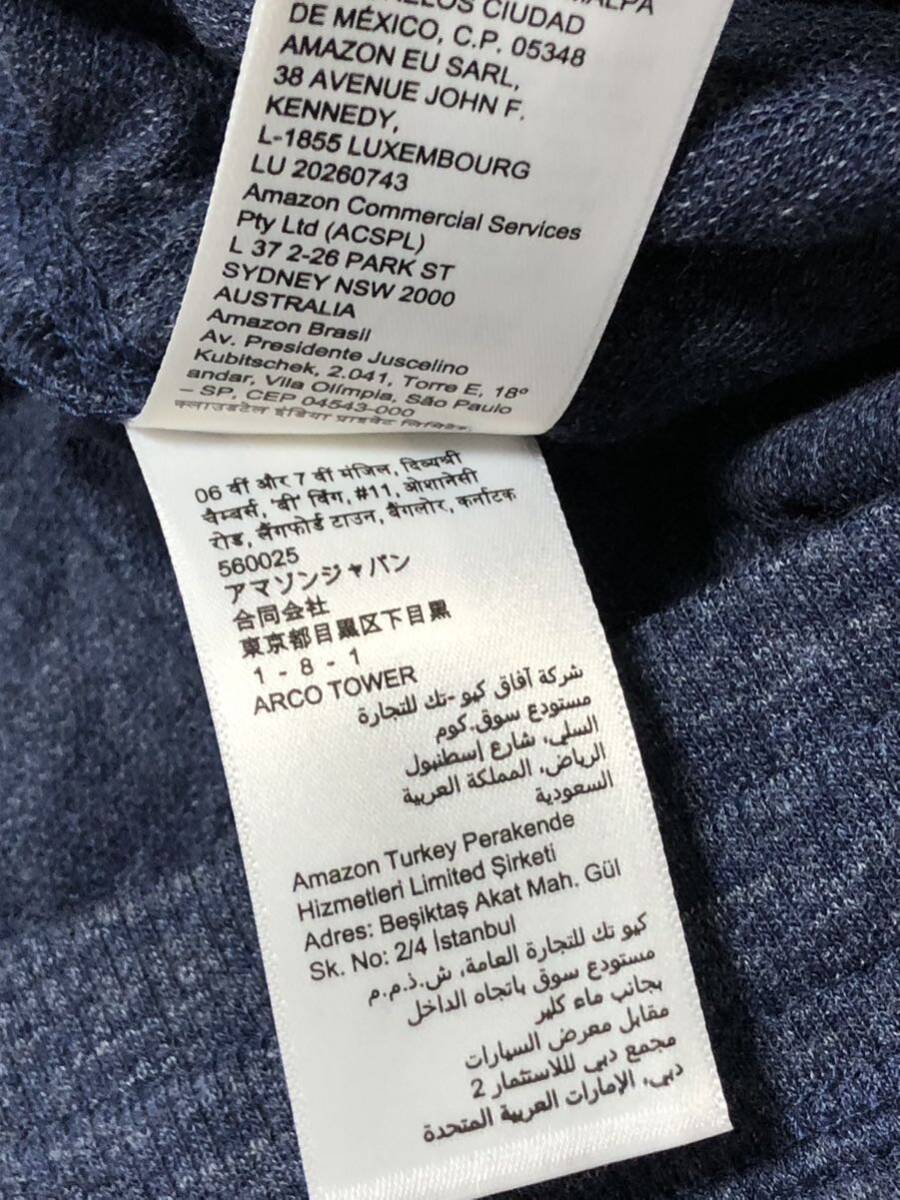 CIUDAD
DE MÉXICO, C.P. 05348
AMAZON EU SARL,
38 AVENUE JOHN F.
KENNEDY,
L-1855 LUXEMBOURG
LU 20260743
Amazon Commercial Services
Pty Ltd (ACSPL)
L 37 2-26 PARK ST
SYDNEY NSW 2000
AUSTRALIA
Amazon Brasil
Av. Presidente Juscelino
Kubitschek, 2.041, Torre E, 18º
andar, Vila Olímpia, São Paulo
– SP, CEP 04543-000
क्लाउडटेल इंडिया प्राइवेट लिमिटेड,
06 वीं और 7 वीं मंजिल, दिव्यश्री
चैम्बर्स, 'बी' विंग, #11, ओशानेसी
रोड, लैंगफोर्ड टाउन, बैंगलोर, कर्नाटक
560025
アマゾンジャパン
合同会社
東京都目黒区下目黒
1 - 8 - 1
ARCO TOWER
شركة آفاق كيو -تك للتجارة
مستودع سوق.كوم
السلي، شارع إسطنبول
الرياض، المملكة العربية
السعودية
Amazon Turkey Perakende
Hizmetleri Limited Şirketi
Adres: Beşiktaş Akat Mah. Gül
Sk. No: 2/4 İstanbul
كيو تك للتجارة العامة، ش.ذ.م.م
مستودع سوق باتجاه الداخل
بجانب ماء كلير
مقابل معرض السيارات
مجمع دبي لللاستثمار 2
دبي، الإمارات العربية المتحدة